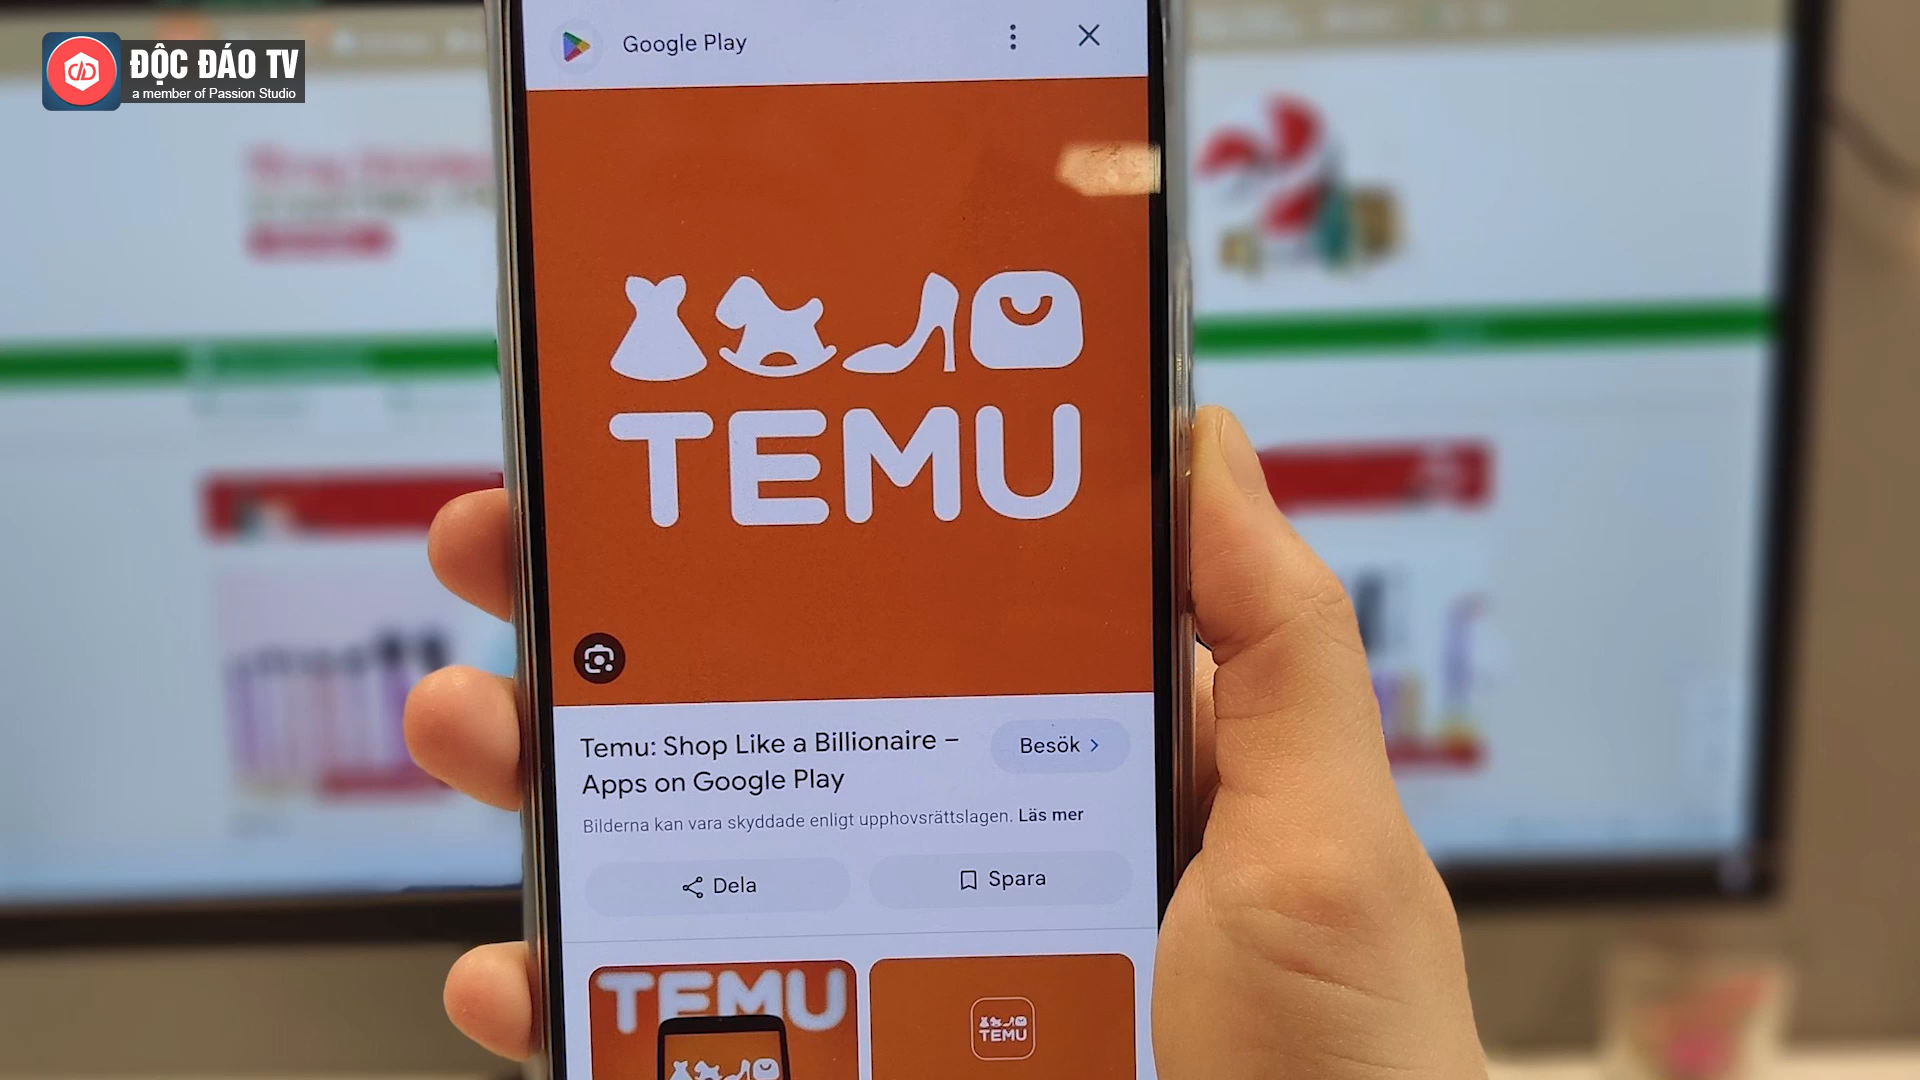 ĐỘC ĐÁO TV
a member of Passion Studio
Google Play
TEMU
Temu: Shop Like a Billionaire –
Apps on Google Play
Besök
Bilderna kan vara skyddade enligt upphovsrättslagen. Läs mer
Dela
Spara
TEMU
TEMU